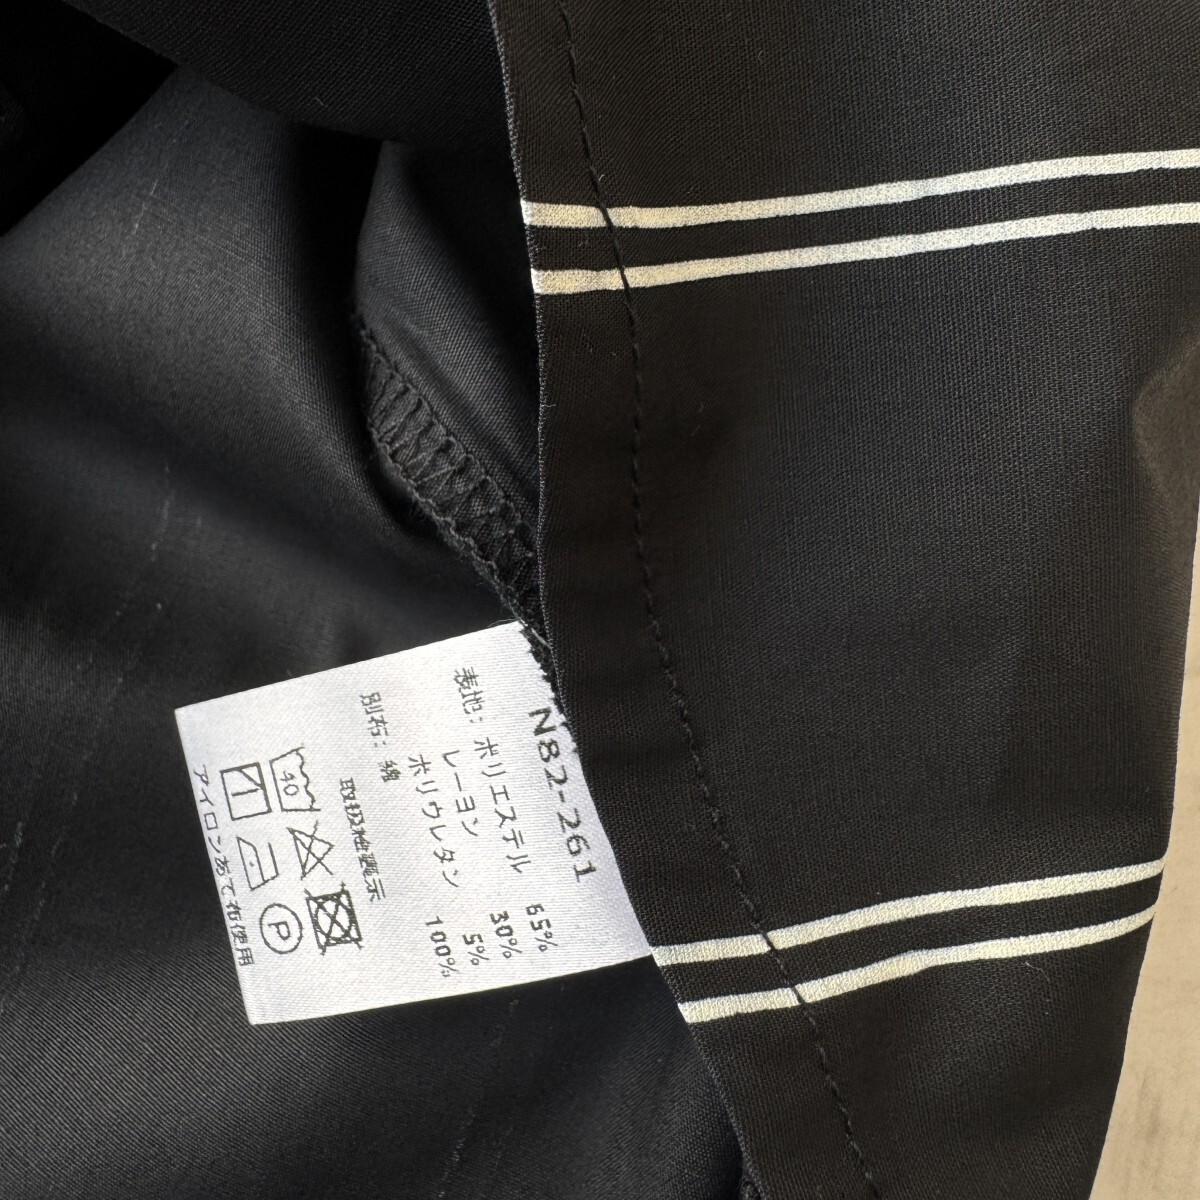 N82-261
表地: ポリエステル 65%
レーヨン 30%
ポリウレタン 5%
別布: 綿 100%
取扱絵表示
40
P
アイロンあて布使用